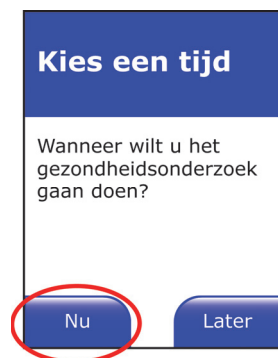 Kies een tijd
Wanneer wilt u het
gezondheidsonderzoek
gaan doen?
Nu
Later